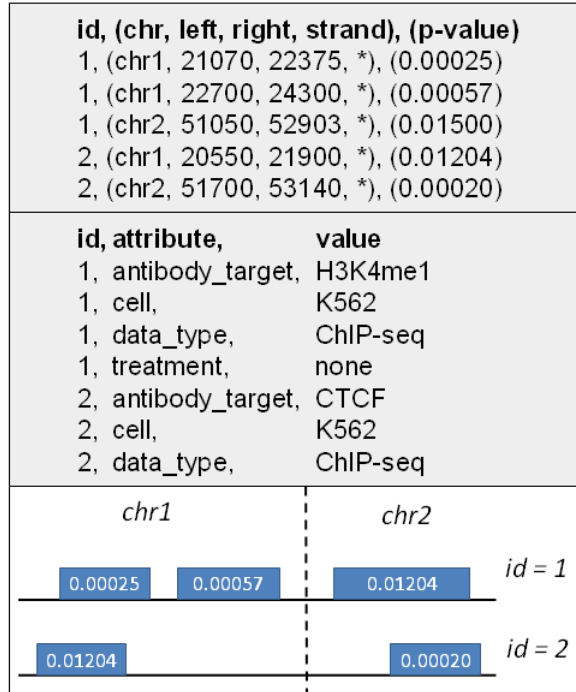 id, (chr, left, right, strand), (p-value)
1, (chr1, 21070, 22375, *), (0.00025)
1, (chr1, 22700, 24300, *), (0.00057)
1, (chr2, 51050, 52903, *), (0.01500)
2, (chr1, 20550, 21900, *), (0.01204)
2, (chr2, 51700, 53140, *), (0.00020)
id, attribute, value
1, antibody_target, H3K4me1
1, cell, K562
1, data_type, ChIP-seq
1, treatment, none
2, antibody_target, CTCF
2, cell, K562
2, data_type, ChIP-seq
chr1 chr2
0.00025 0.00057 0.01204 id = 1
0.01204 0.00020 id = 2